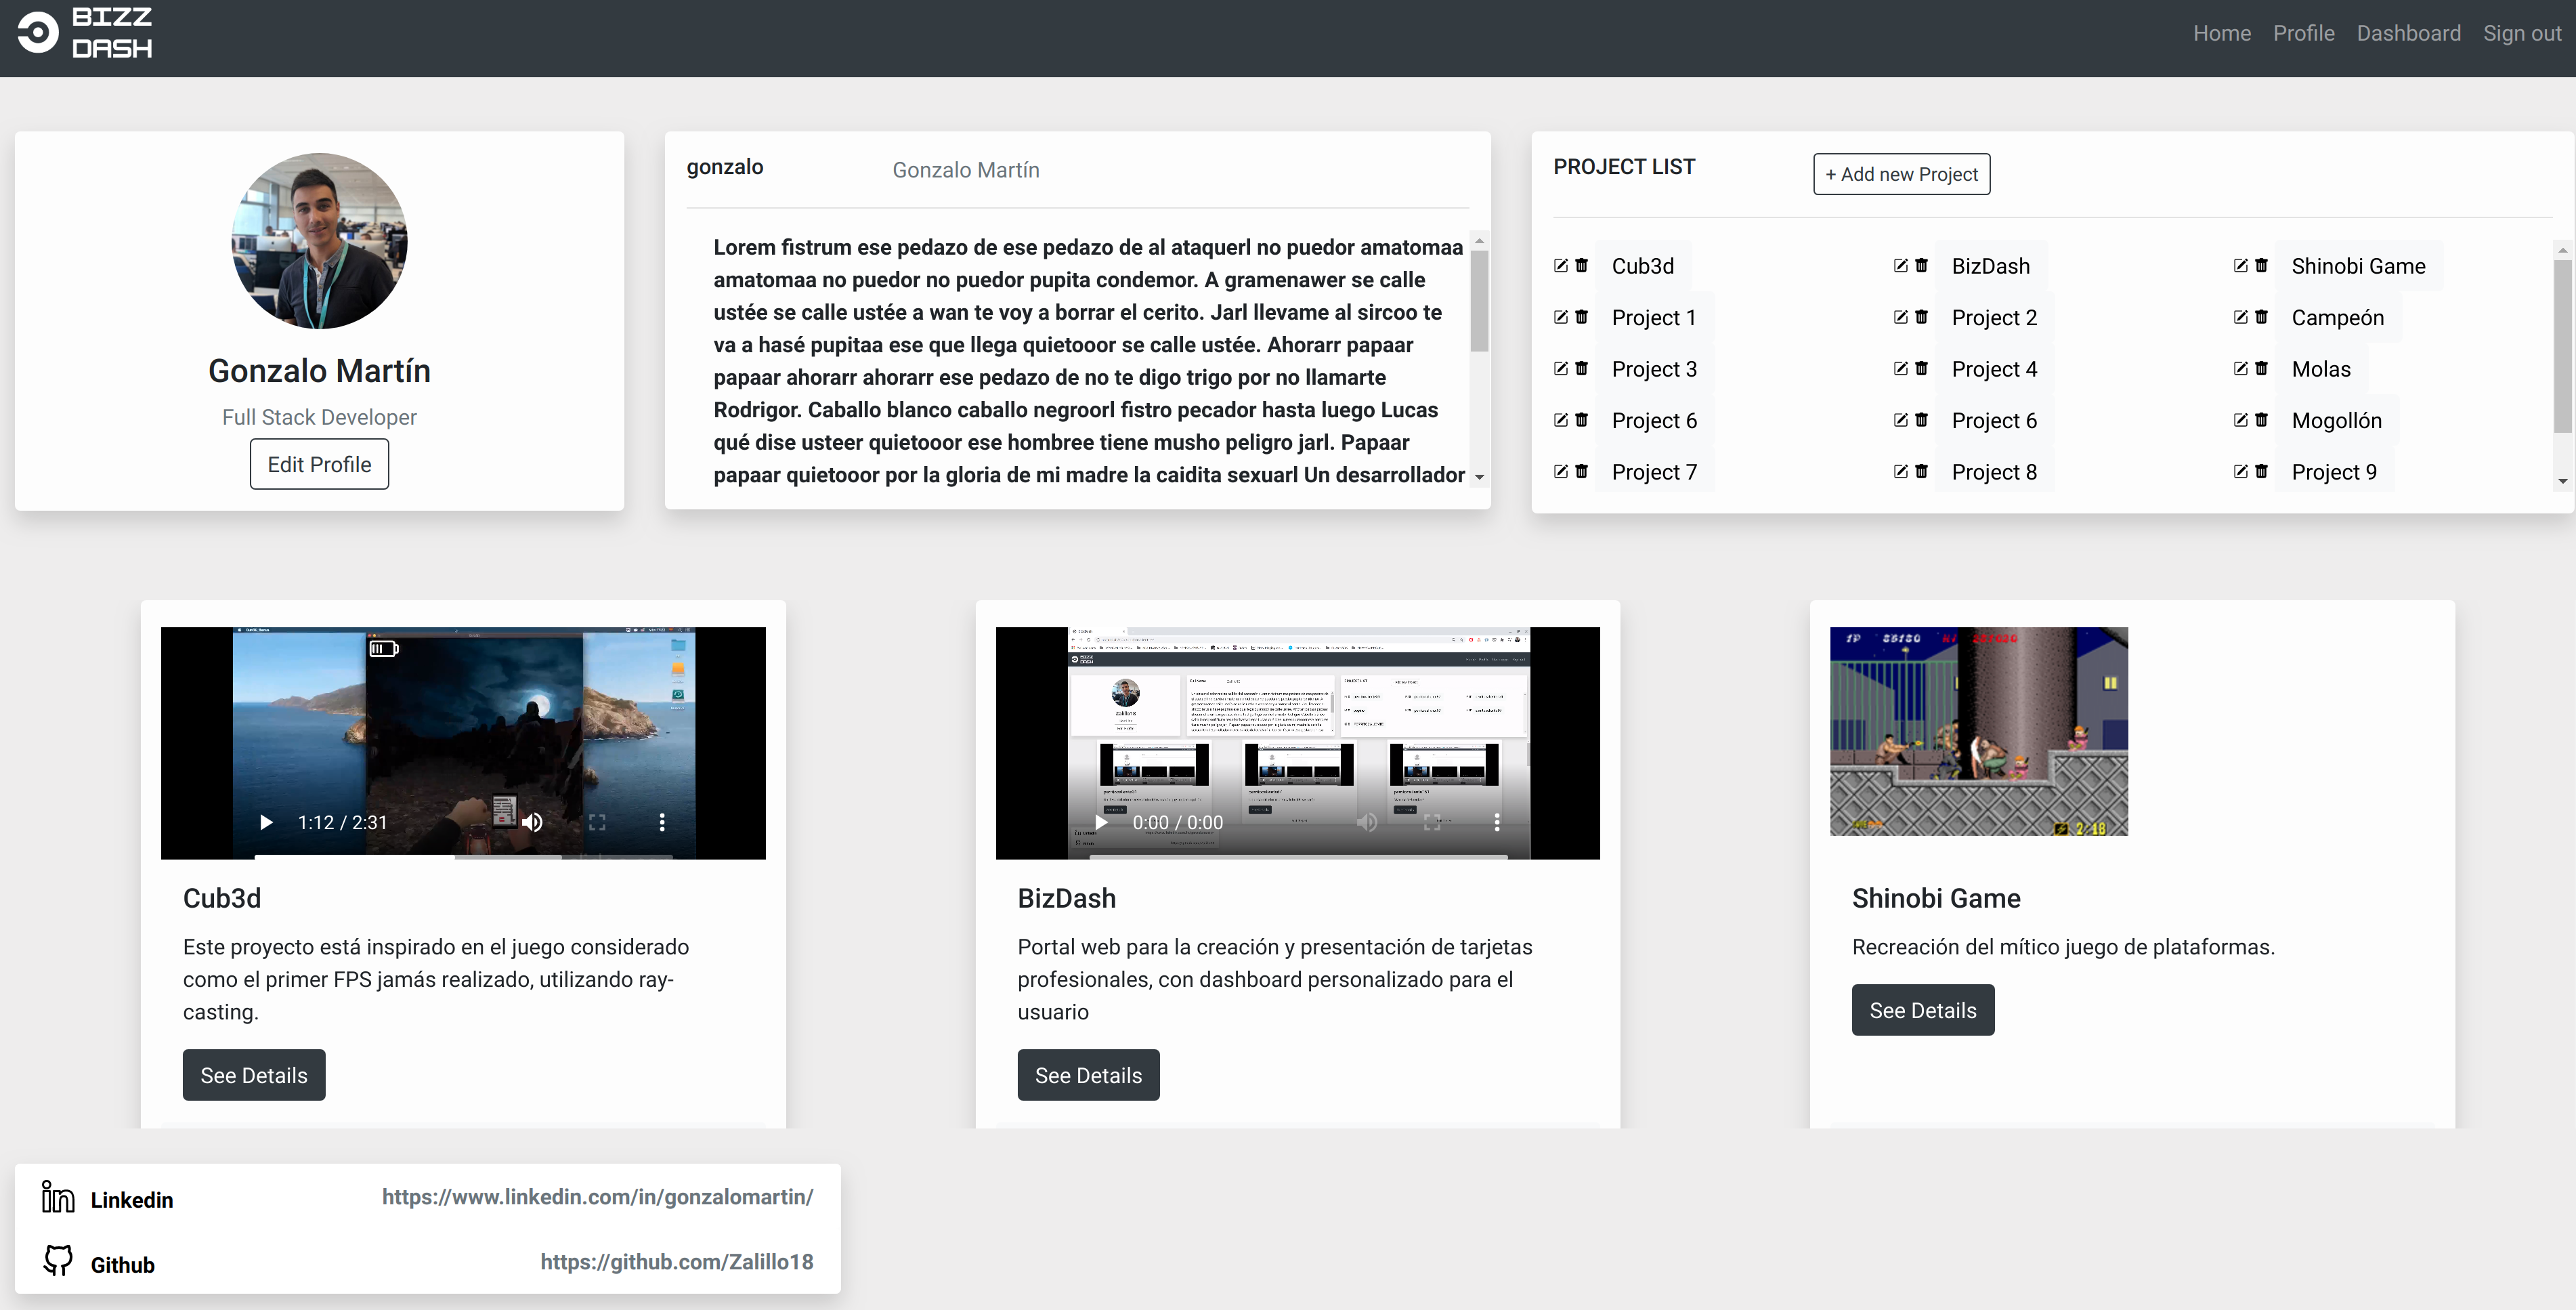 BIZZ
DASH
Home Profile Dashboard Sign out
Gonzalo Martín
Full Stack Developer
Edit Profile
gonzalo Gonzalo Martín
Lorem fistrum ese pedazo de ese pedazo de al ataquerl no puedor amatomaa
amatomaa no puedor no puedor pupita condemor. A gramenawer se calle
ustée se calle ustée a wan te voy a borrar el cerito. Jarl llevame al sircoo te
va a hasé pupitaa ese que llega quietooor se calle ustée. Ahorarr papaar
papaar ahorarr ahorarr ese pedazo de no te digo trigo por no llamarte
Rodrigor. Caballo blanco caballo negroorl fistro pecador hasta luego Lucas
qué dise usteer quietooor ese hombree tiene musho peligro jarl. Papaar
papaar quietooor por la gloria de mi madre la caidita sexuarl Un desarrollador
PROJECT LIST + Add new Project
Cub3d BizDash Shinobi Game
Project 1 Project 2 Campeón
Project 3 Project 4 Molas
Project 6 Project 6 Mogollón
Project 7 Project 8 Project 9
1:12 / 2:31
Cub3d
Este proyecto está inspirado en el juego considerado
como el primer FPS jamás realizado, utilizando ray-
casting.
See Details
BIZZ
DASH
PROJECT LIST
0:00 / 0:00
BizDash
Portal web para la creación y presentación de tarjetas
profesionales, con dashboard personalizado para el
usuario
See Details
1P
2:18
Shinobi Game
Recreación del mítico juego de plataformas.
See Details
in Linkedin https://www.linkedin.com/in/gonzalomartin/
Github https://github.com/Zalillo18